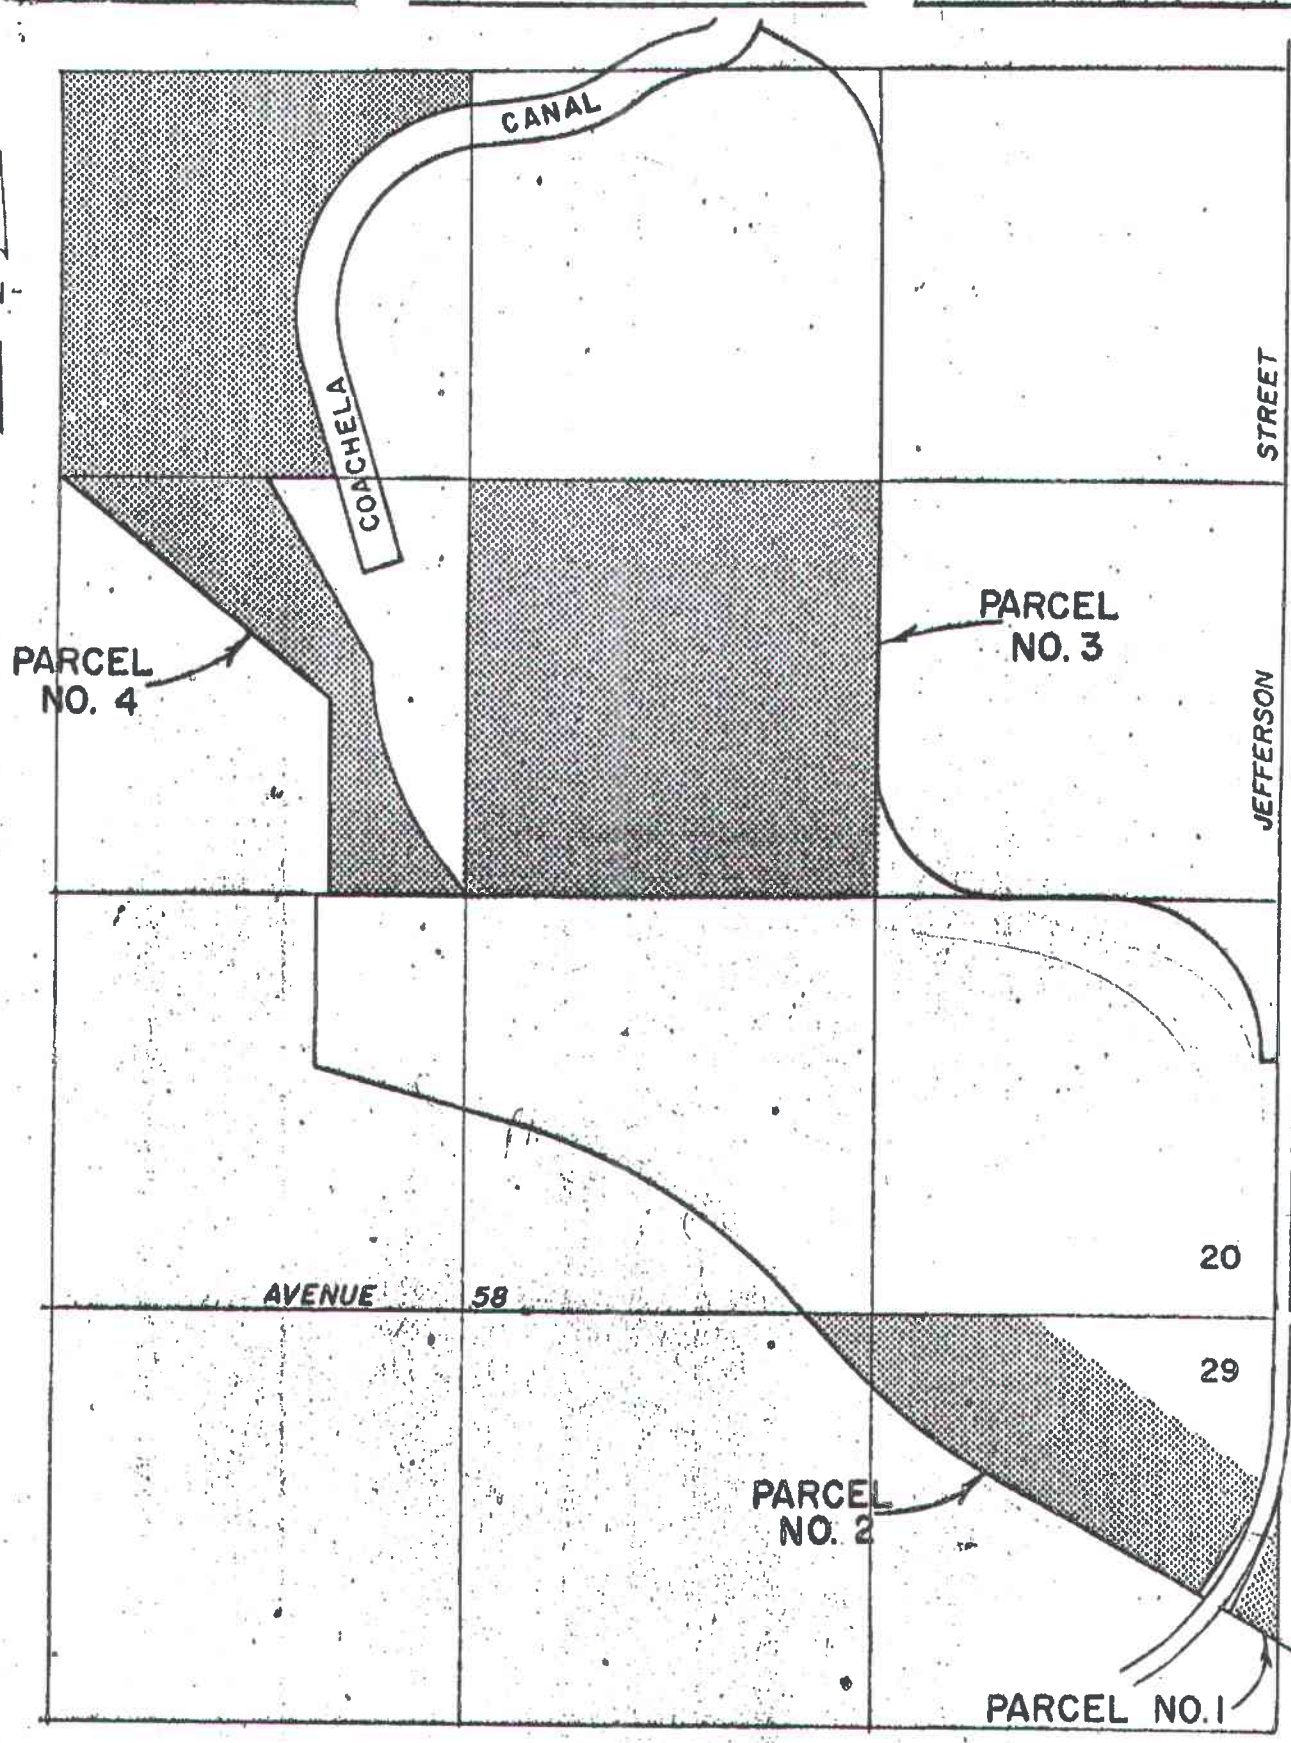 CANAL
COACHELA
STREET
PARCEL
NO. 3
PARCEL
NO. 4
JEFFERSON
20
AVENUE 58
29
PARCEL
NO. 2
PARCEL NO. 1